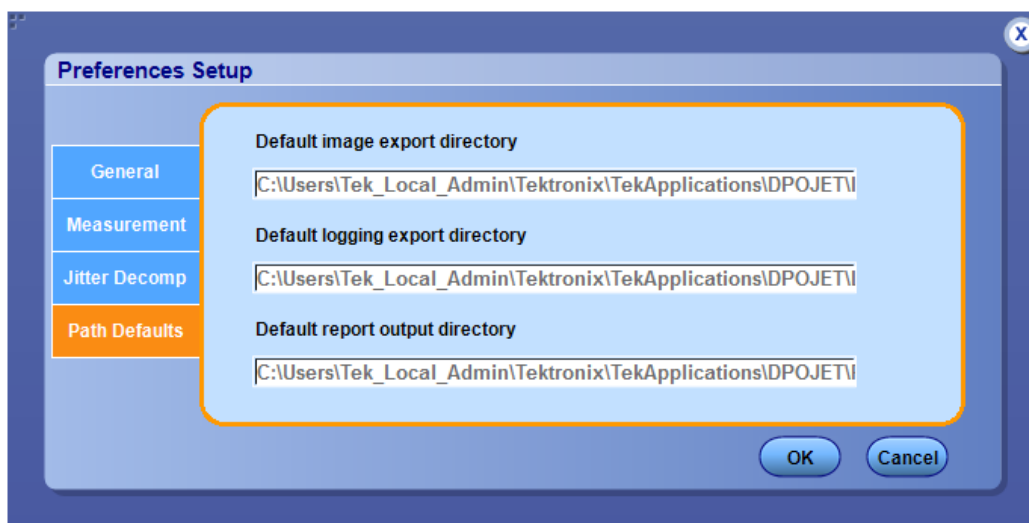 X
Preferences Setup
General
Measurement
Jitter Decomp
Path Defaults
Default image export directory
C:\Users\Tek_Local_Admin\Tektronix\TekApplications\DPOJET\
Default logging export directory
C:\Users\Tek_Local_Admin\Tektronix\TekApplications\DPOJET\
Default report output directory
C:\Users\Tek_Local_Admin\Tektronix\TekApplications\DPOJET\
OK
Cancel